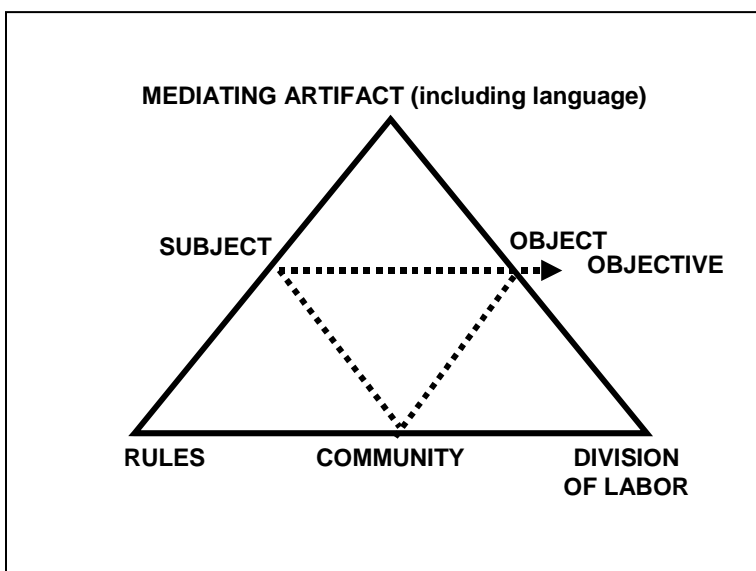 MEDIATING ARTIFACT (including language)
SUBJECT
OBJECT
OBJECTIVE
RULES
COMMUNITY
DIVISION
OF LABOR